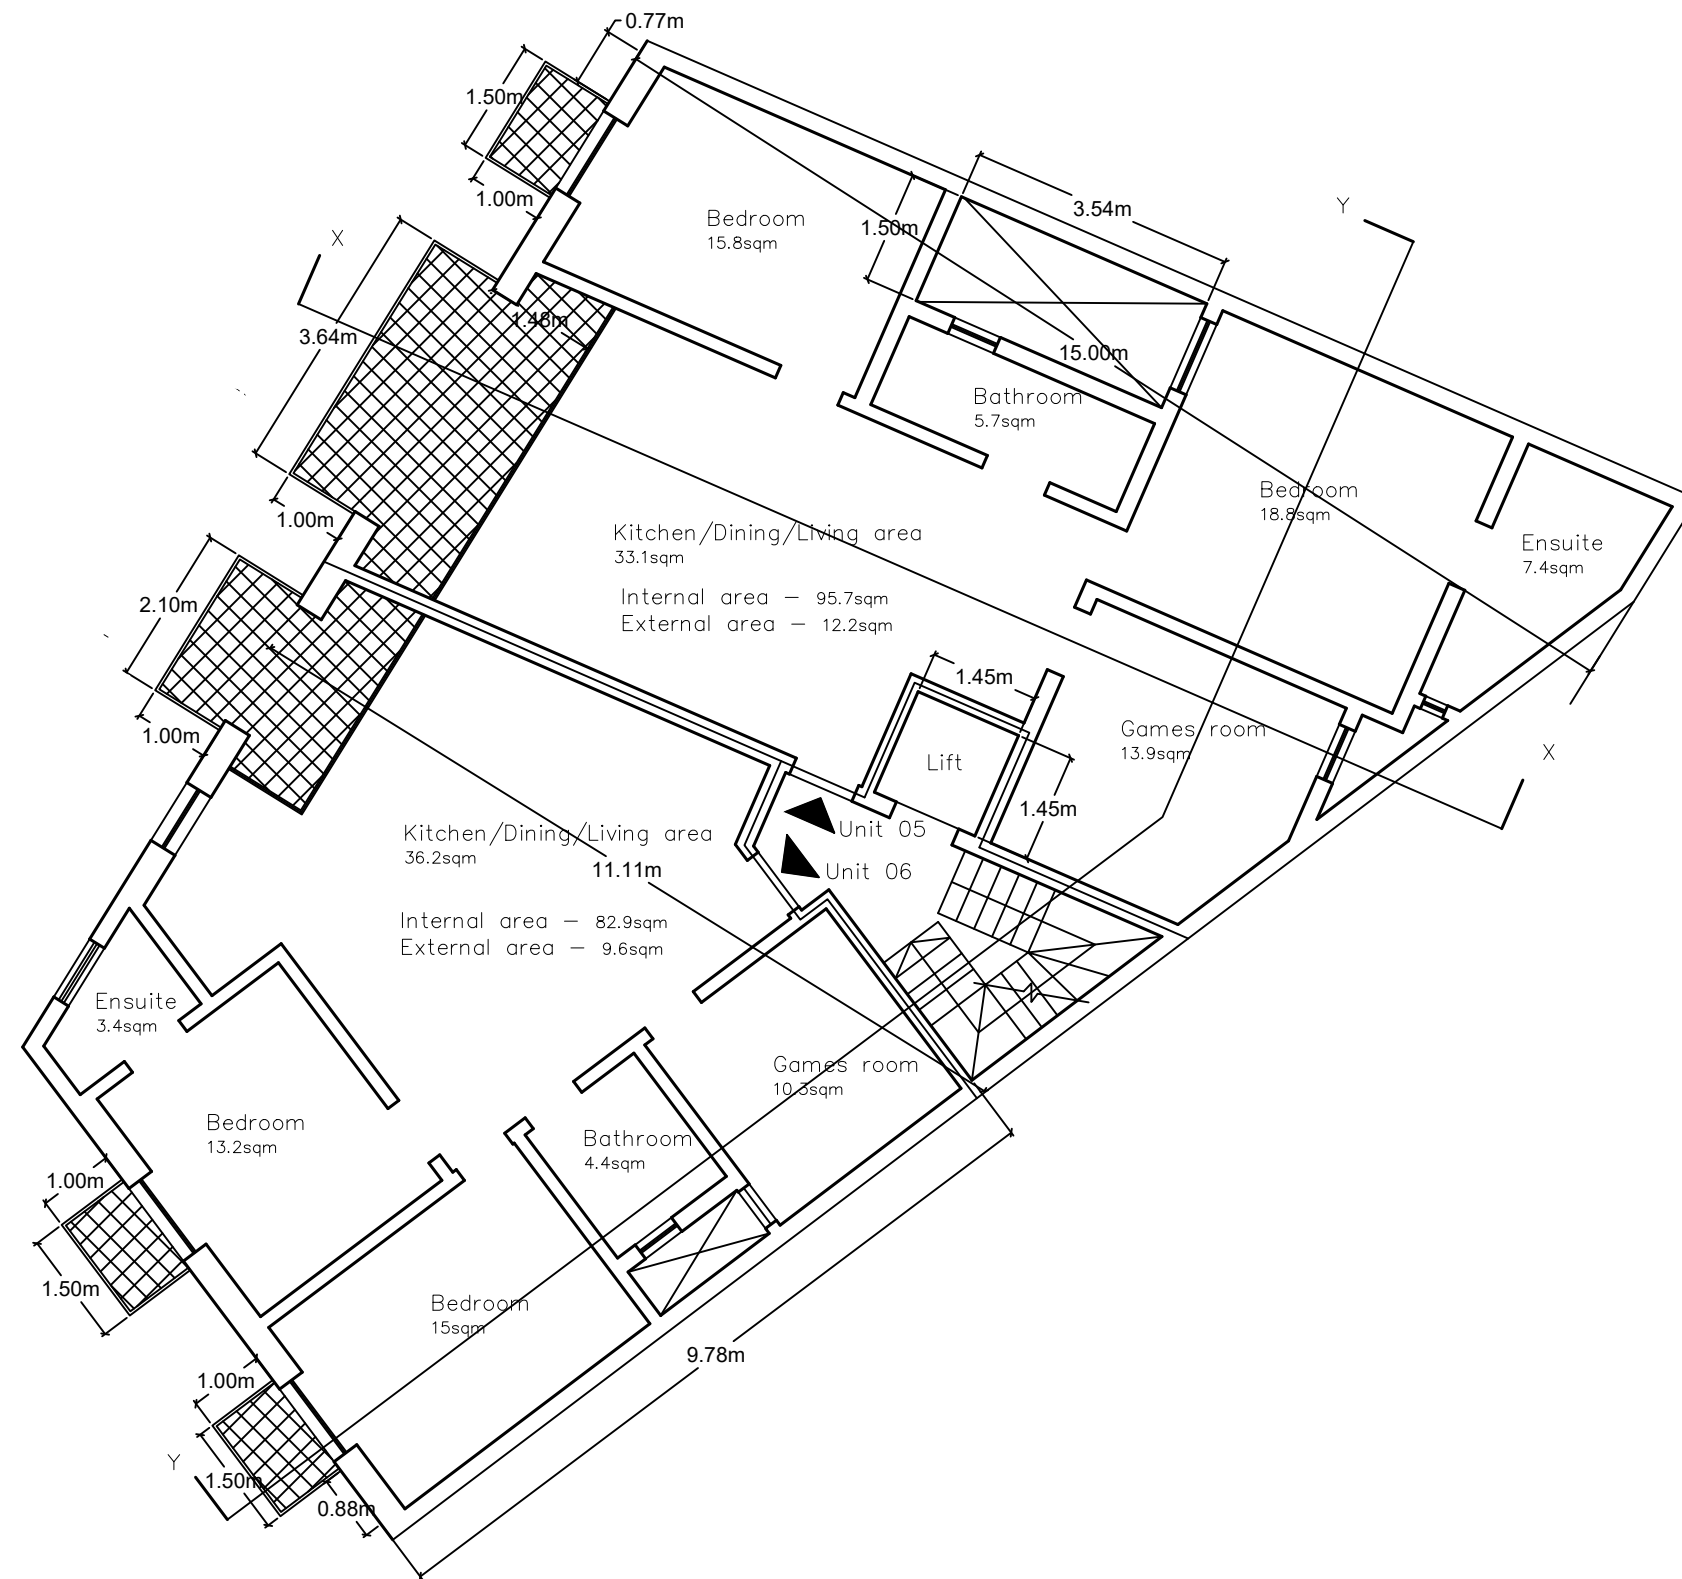 0.77m
1.50m
1.00m
Bedroom
15.8sqm
1.50m
3.54m
Y
X
3.64m
1.48m
15.00m
Bathroom
5.7sqm
Bedroom
18.8sqm
1.00m
Kitchen/Dining/Living area
33.1sqm
Ensuite
7.4sqm
Internal area - 95.7sqm
External area - 12.2sqm
2.10m
1.45m
1.00m
Games room
13.9sqm
X
Lift
1.45m
Kitchen/Dining/Living area
36.2sqm
Unit 05
11.11m
Unit 06
Internal area - 82.9sqm
External area - 9.6sqm
Ensuite
3.4sqm
Games room
10.3sqm
Bedroom
13.2sqm
Bathroom
4.4sqm
1.00m
1.50m
Bedroom
15sqm
9.78m
1.00m
Y
1.50m
0.88m